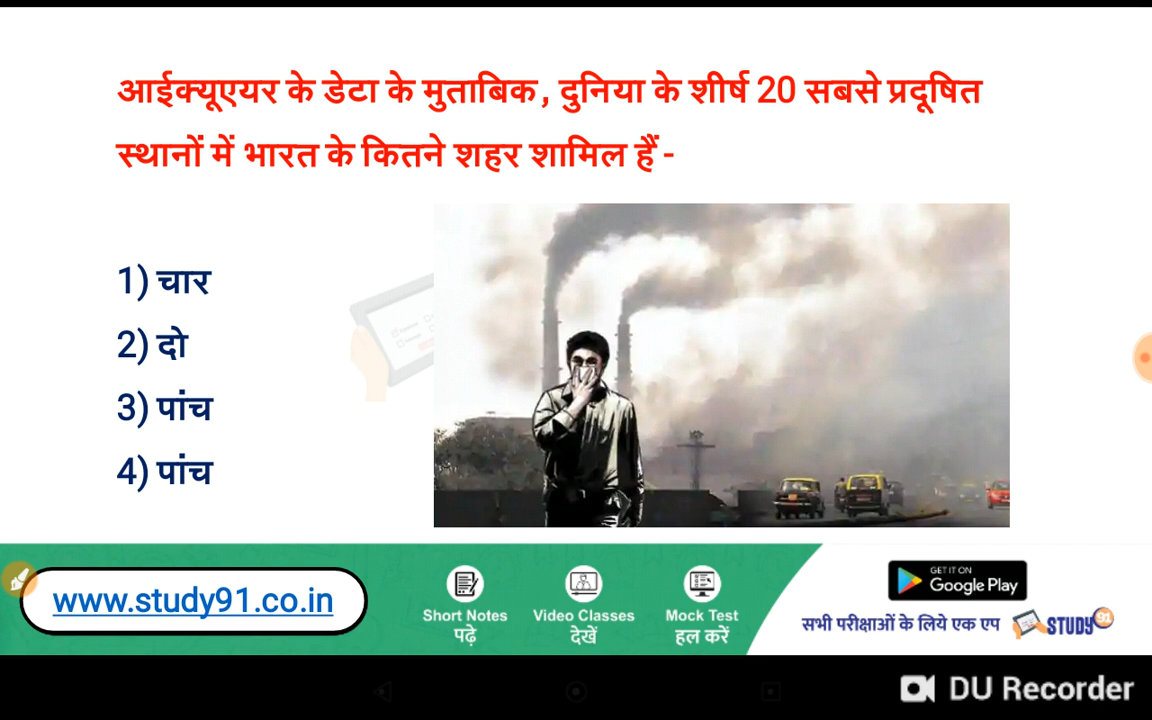 आईक्यूएयर के डेटा के मुताबिक, दुनिया के शीर्ष 20 सबसे प्रदूषित
स्थानों में भारत के कितने शहर शामिल हैं -
1) चार
2) दो
3) पांच
4) पांच
www.study91.co.in
Short Notes
पढ़े
Video Classes
देखें
Mock Test
हल करें
GET IT ON
Google Play
सभी परीक्षाओं के लिये एक एप
STUDY 91
DU Recorder